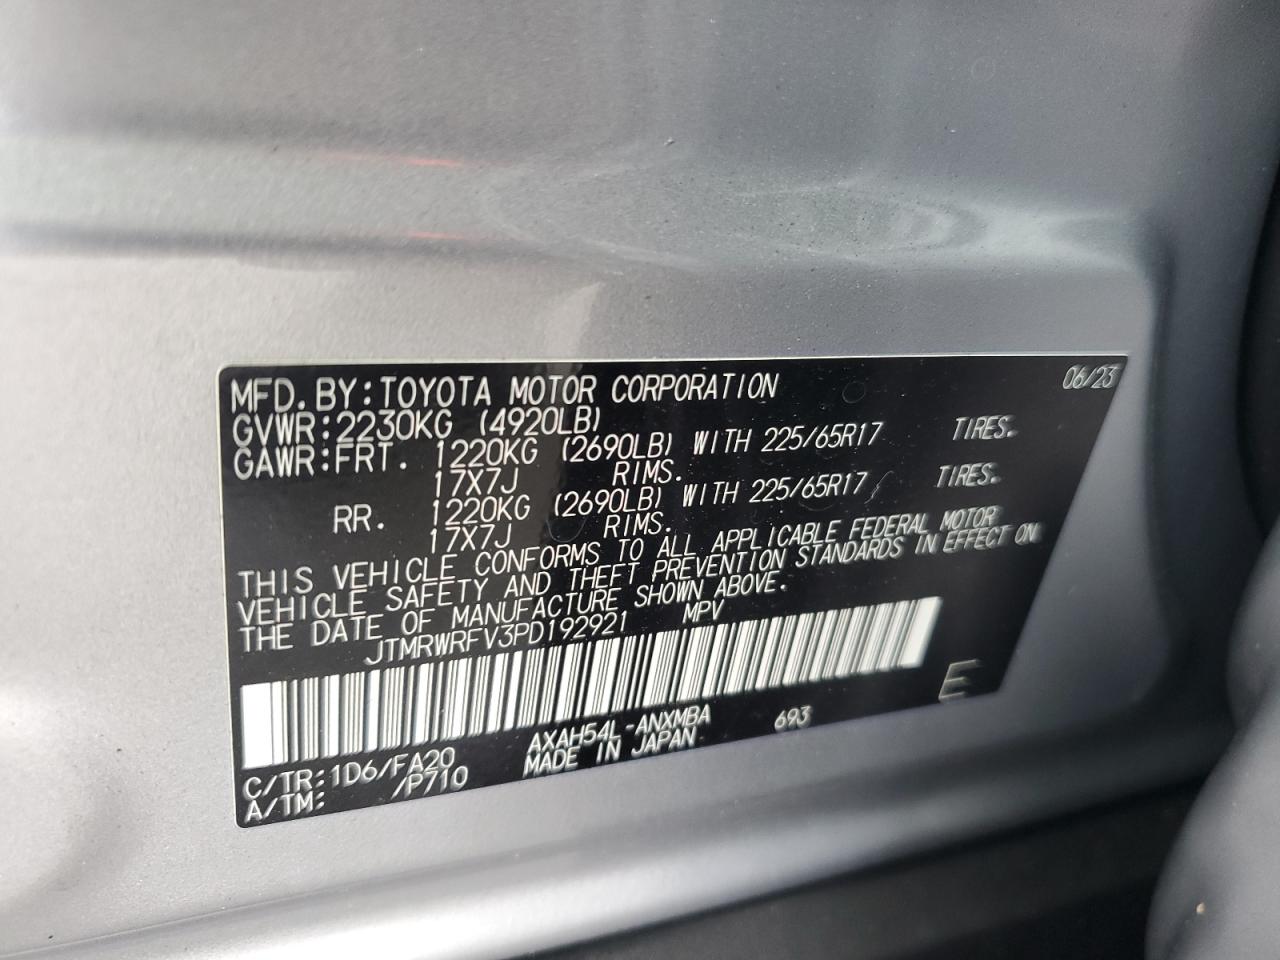 MFD. BY:TOYOTA MOTOR CORPORATION 06/23
GVWR:2230KG (4920LB)
GAWR:FRT. 1220KG (2690LB) WITH 225/65R17 TIRES.
17X7J RIMS.
RR. 1220KG (2690LB) WITH 225/65R17 TIRES.
17X7J RIMS.
THIS VEHICLE CONFORMS TO ALL APPLICABLE FEDERAL MOTOR
VEHICLE SAFETY AND THEFT PREVENTION STANDARDS IN EFFECT ON
THE DATE OF MANUFACTURE SHOWN ABOVE.
JTMRWRFV3PD192921 MPV
E
C/TR:1D6/FA20 AXAH54L-ANXMBA 693
A/TM: /P710 MADE IN JAPAN